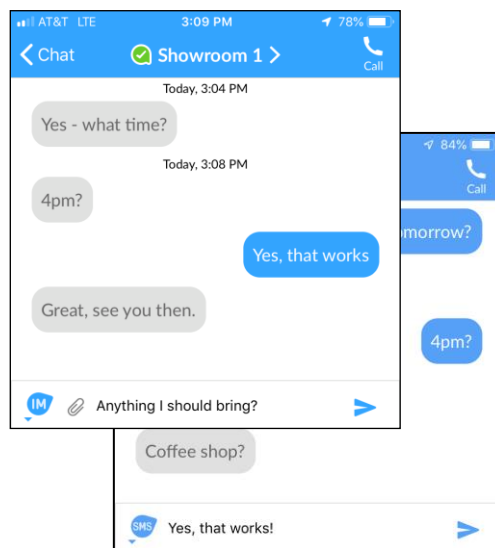 AT&T LTE 3:09 PM 78%
Chat Showroom 1
Call
Today, 3:04 PM
Yes - what time?
Today, 3:08 PM
4pm?
Yes, that works
Great, see you then.
IM Anything I should bring?
84%
Call
omorrow?
4pm?
Coffee shop?
SMS Yes, that works!